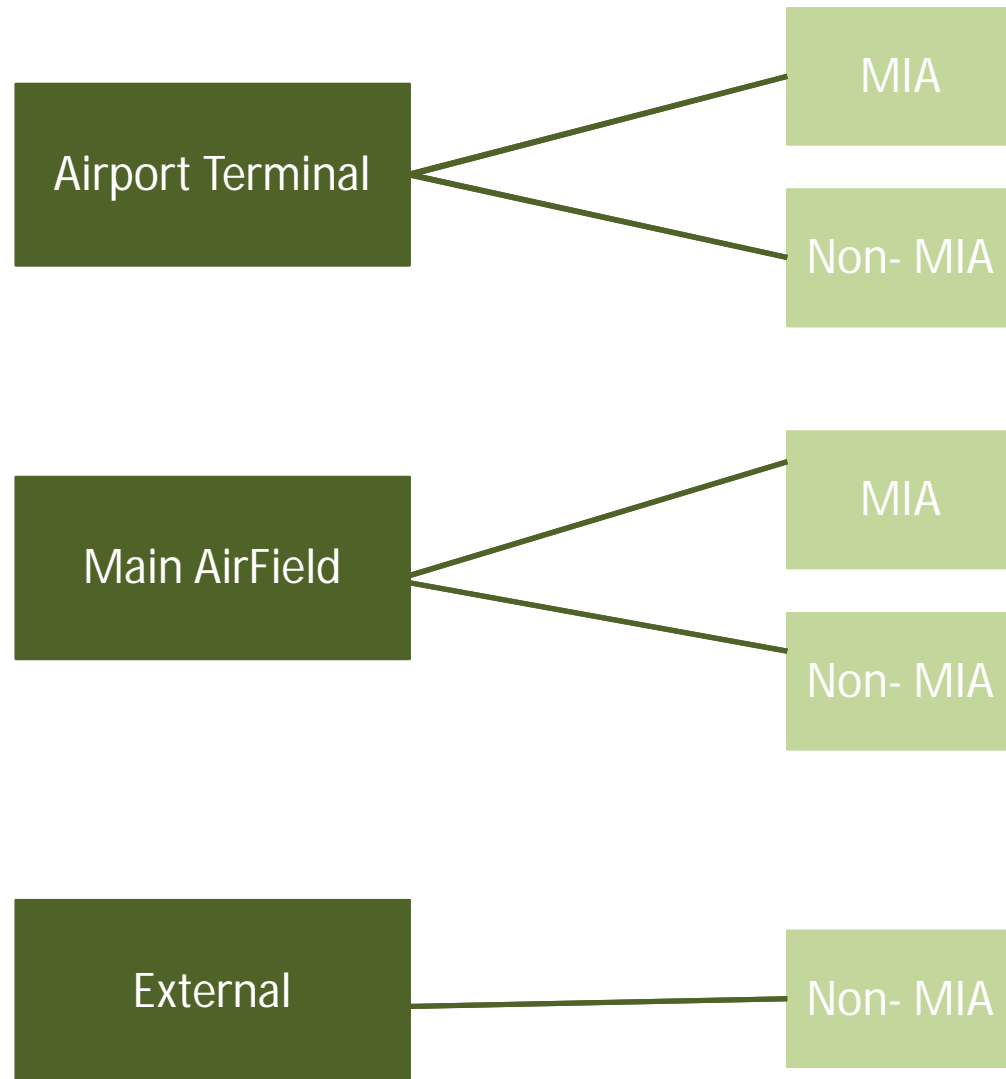 MIA
Airport Terminal
Non- MIA
MIA
Main AirField
Non- MIA
External
Non- MIA